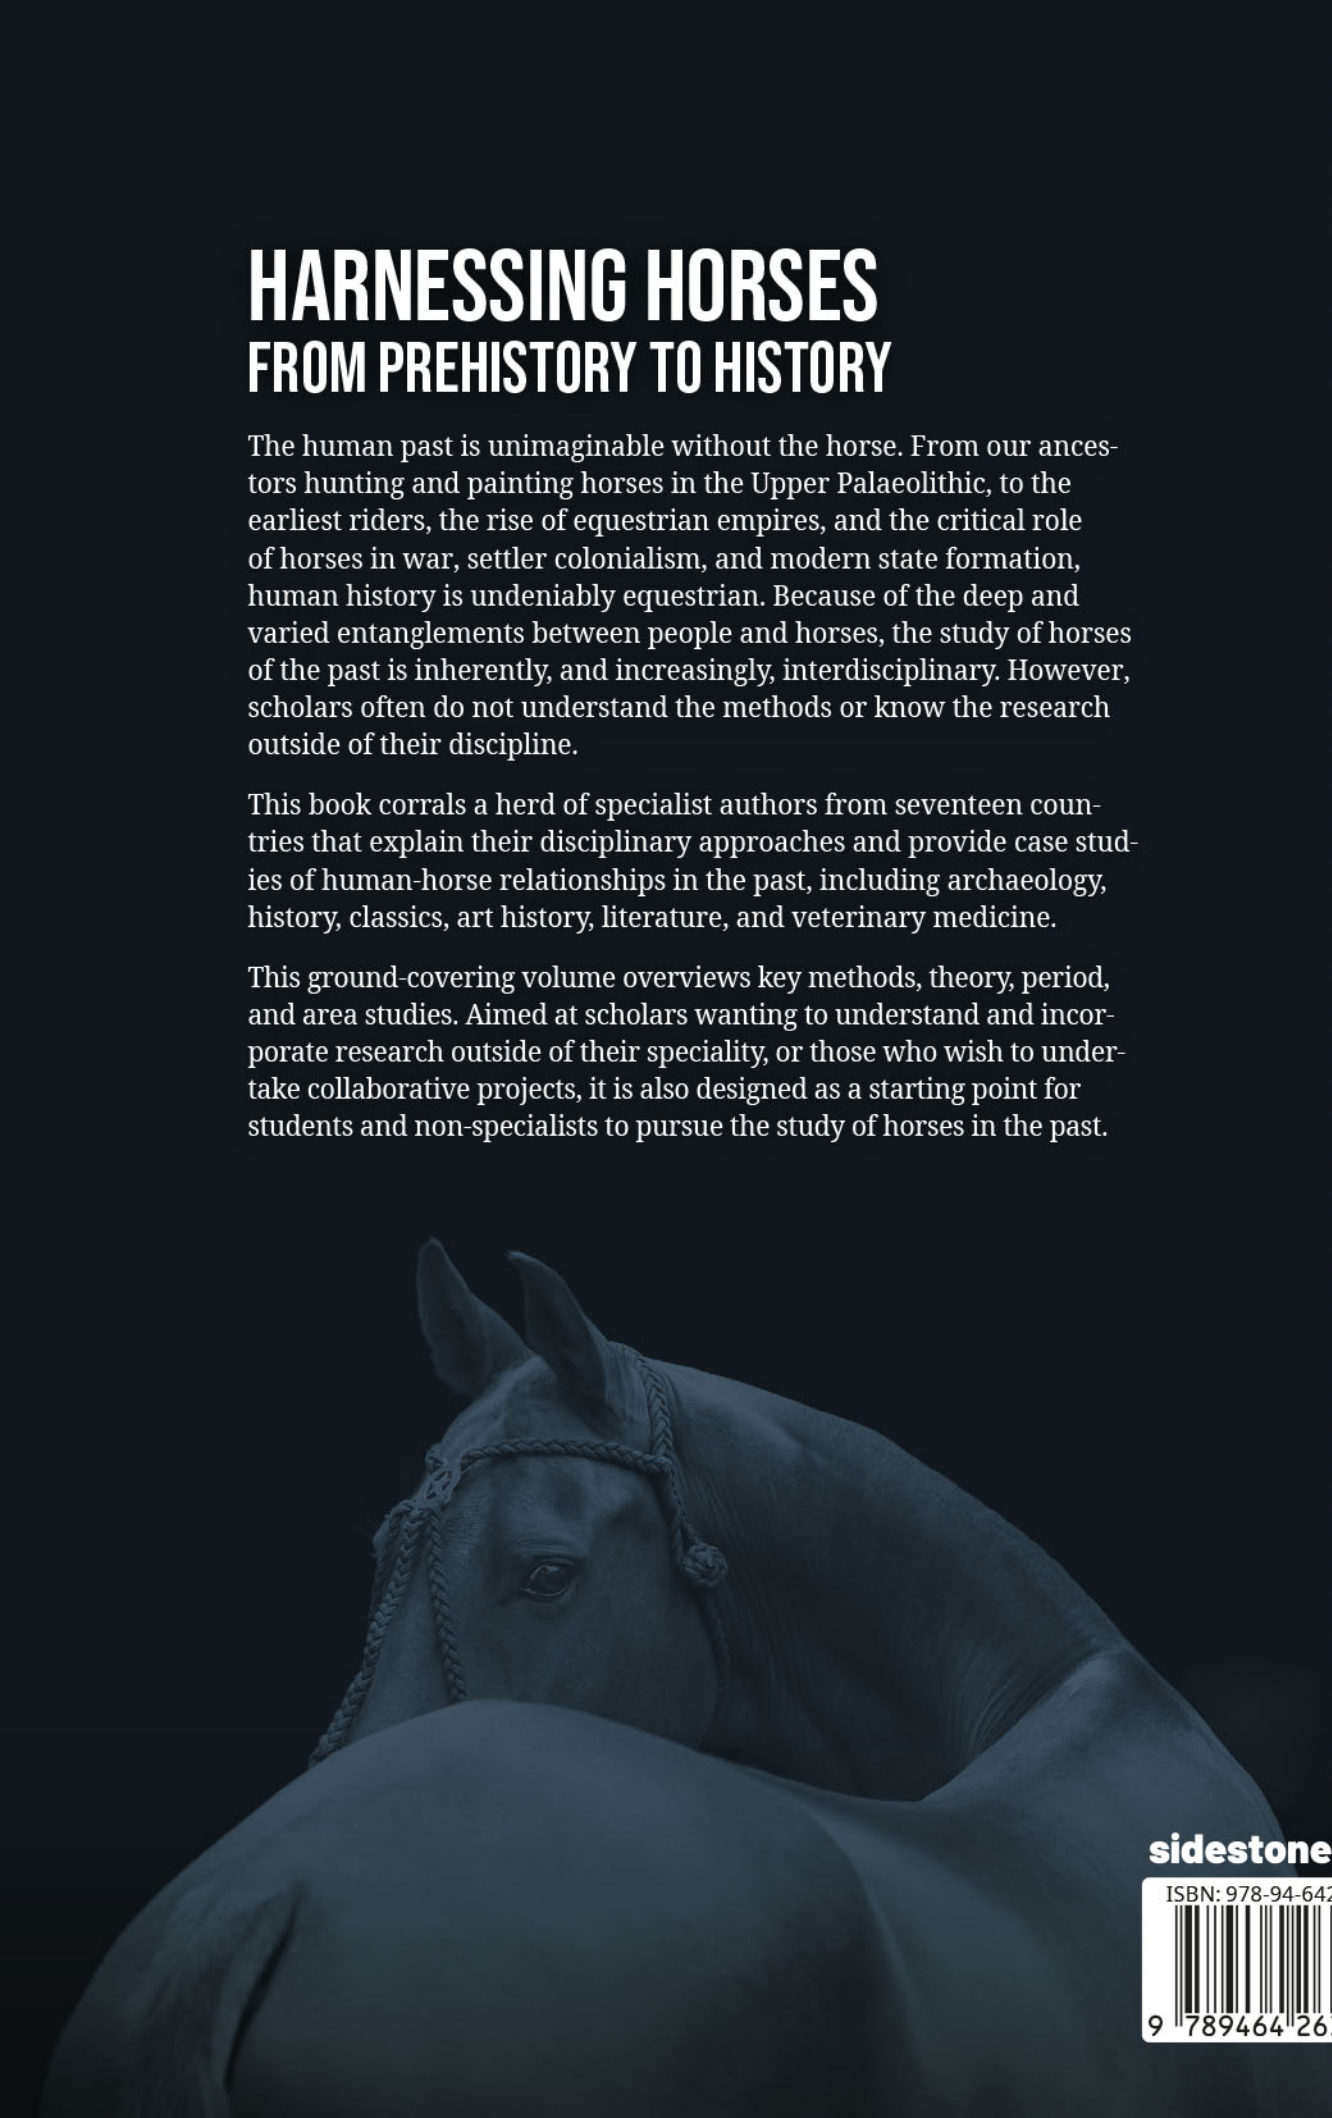 HARNESSING HORSES
FROM PREHISTORY TO HISTORY
The human past is unimaginable without the horse. From our ances-
tors hunting and painting horses in the Upper Palaeolithic, to the
earliest riders, the rise of equestrian empires, and the critical role
of horses in war, settler colonialism, and modern state formation,
human history is undeniably equestrian. Because of the deep and
varied entanglements between people and horses, the study of horses
of the past is inherently, and increasingly, interdisciplinary. However,
scholars often do not understand the methods or know the research
outside of their discipline.
This book corrals a herd of specialist authors from seventeen coun-
tries that explain their disciplinary approaches and provide case stud-
ies of human-horse relationships in the past, including archaeology,
history, classics, art history, literature, and veterinary medicine.
This ground-covering volume overviews key methods, theory, period,
and area studies. Aimed at scholars wanting to understand and incor-
porate research outside of their speciality, or those who wish to under-
take collaborative projects, it is also designed as a starting point for
students and non-specialists to pursue the study of horses in the past.
sidestone
ISBN: 978-94-642
9 789464 26